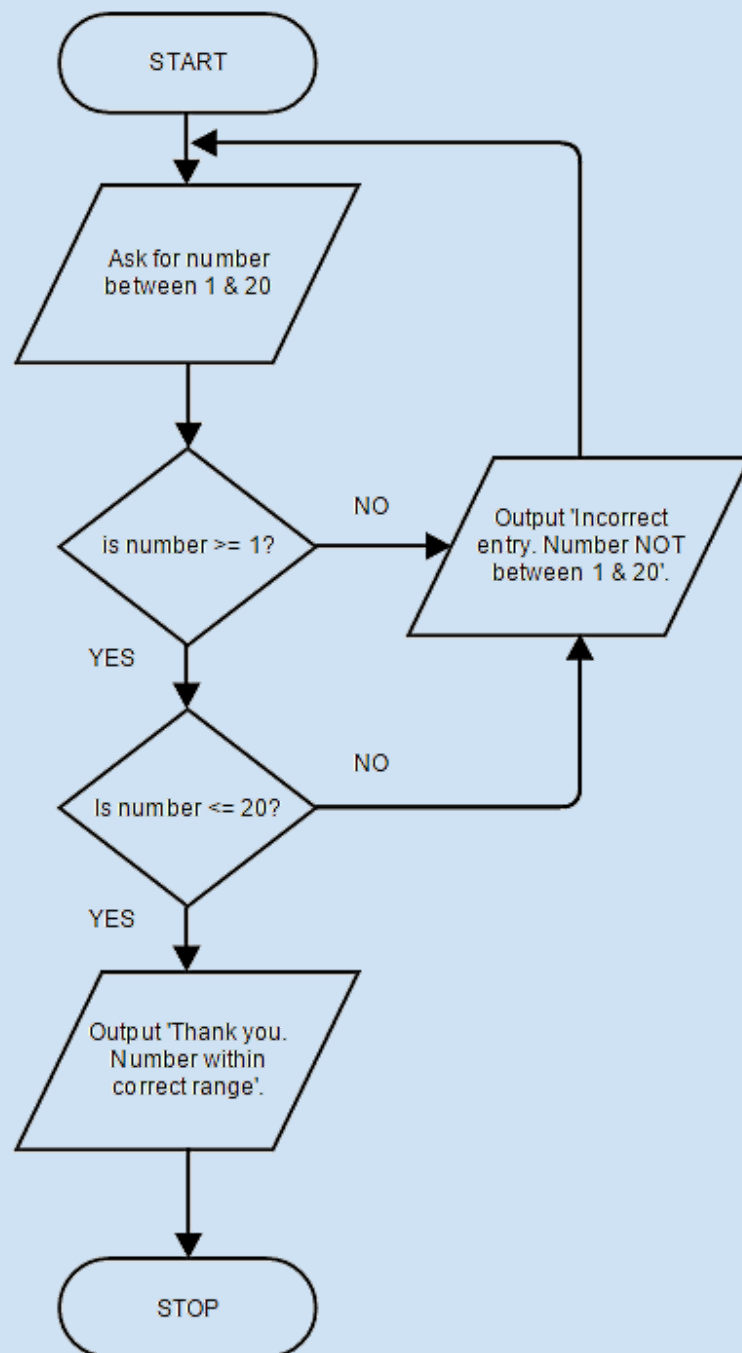 START
Ask for number
between 1 & 20
is number >= 1?
NO
Output 'Incorrect
entry. Number NOT
between 1 & 20'.
YES
Is number <= 20?
NO
YES
Output 'Thank you.
Number within
correct range'.
STOP